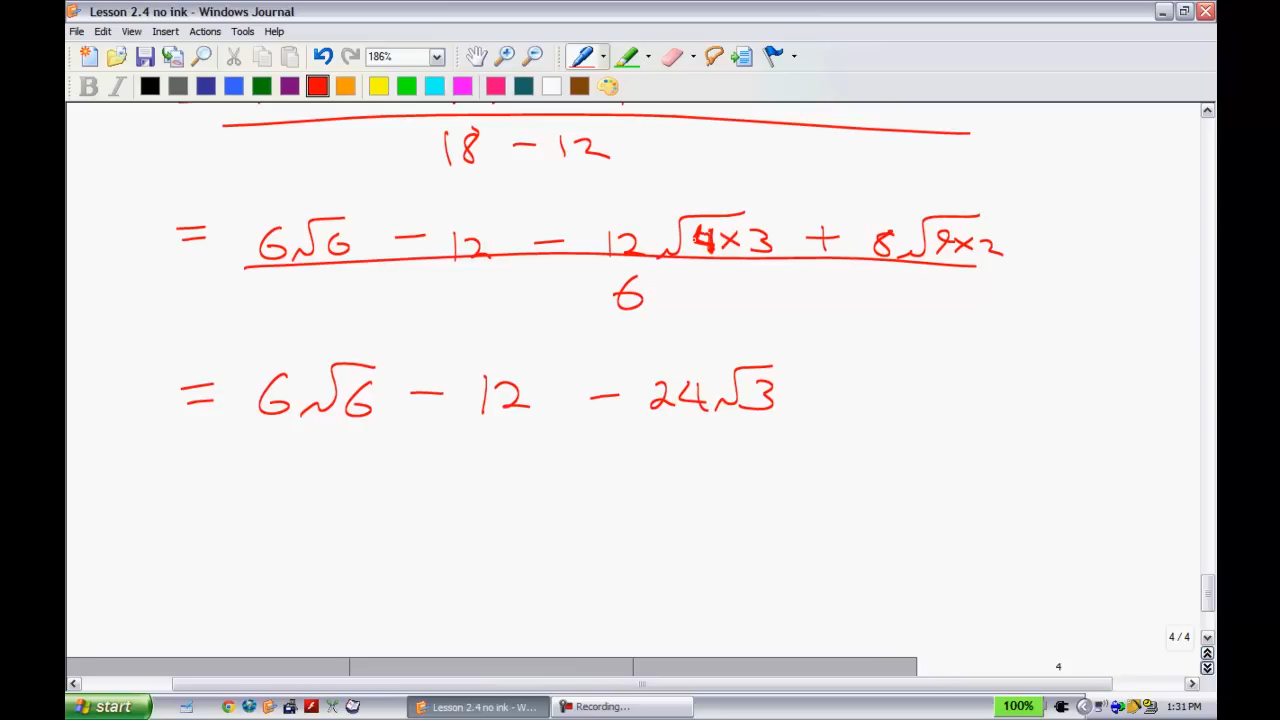 Lesson 2.4 no ink - Windows Journal
File Edit View Insert Actions Tools Help
186%
B I
18 - 12
= 6√6 - 12 - 12√4×3 + 8√9×2
6
= 6√6 - 12 - 24√3
4/4
4
start Lesson 2.4 no ink - W... Recording... 100% 1:31 PM